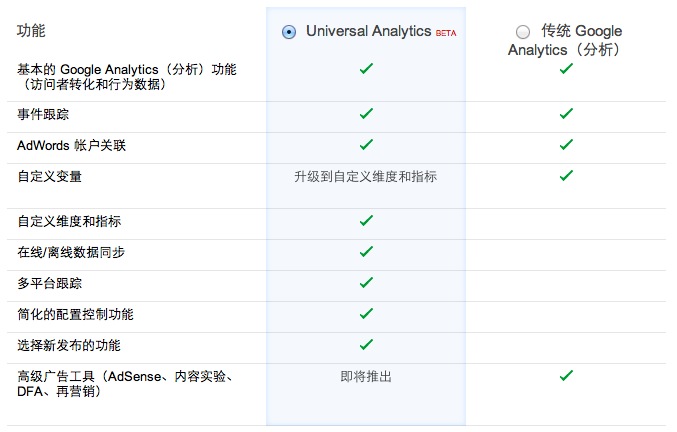 功能
Universal Analytics BETA
传统 Google
Analytics（分析）
基本的 Google Analytics（分析）功能
（访问者转化和行为数据）
事件跟踪
AdWords 帐户关联
自定义变量
升级到自定义维度和指标
自定义维度和指标
在线/离线数据同步
多平台跟踪
简化的配置控制功能
选择新发布的功能
高级广告工具（AdSense、内容实验、
DFA、再营销）
即将推出